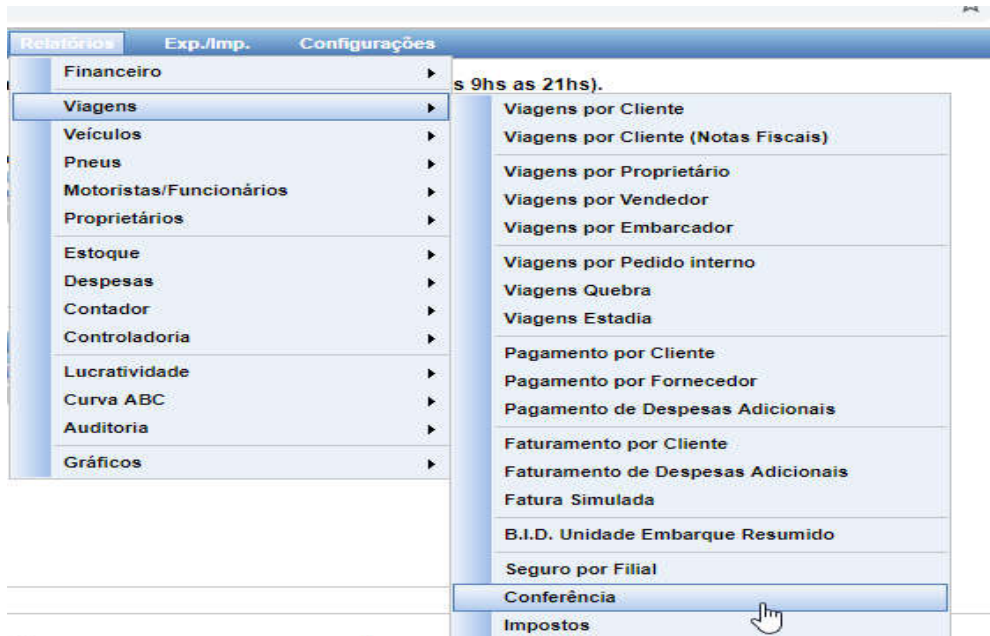 Relatórios Exp./Imp. Configurações
s 9hs as 21hs).
Financeiro
Viagens
Veículos
Pneus
Motoristas/Funcionários
Proprietários
Estoque
Despesas
Contador
Controladoria
Lucratividade
Curva ABC
Auditoria
Gráficos
Viagens por Cliente
Viagens por Cliente (Notas Fiscais)
Viagens por Proprietário
Viagens por Vendedor
Viagens por Embarcador
Viagens por Pedido interno
Viagens Quebra
Viagens Estadia
Pagamento por Cliente
Pagamento por Fornecedor
Pagamento de Despesas Adicionais
Faturamento por Cliente
Faturamento de Despesas Adicionais
Fatura Simulada
B.I.D. Unidade Embarque Resumido
Seguro por Filial
Conferência
Impostos